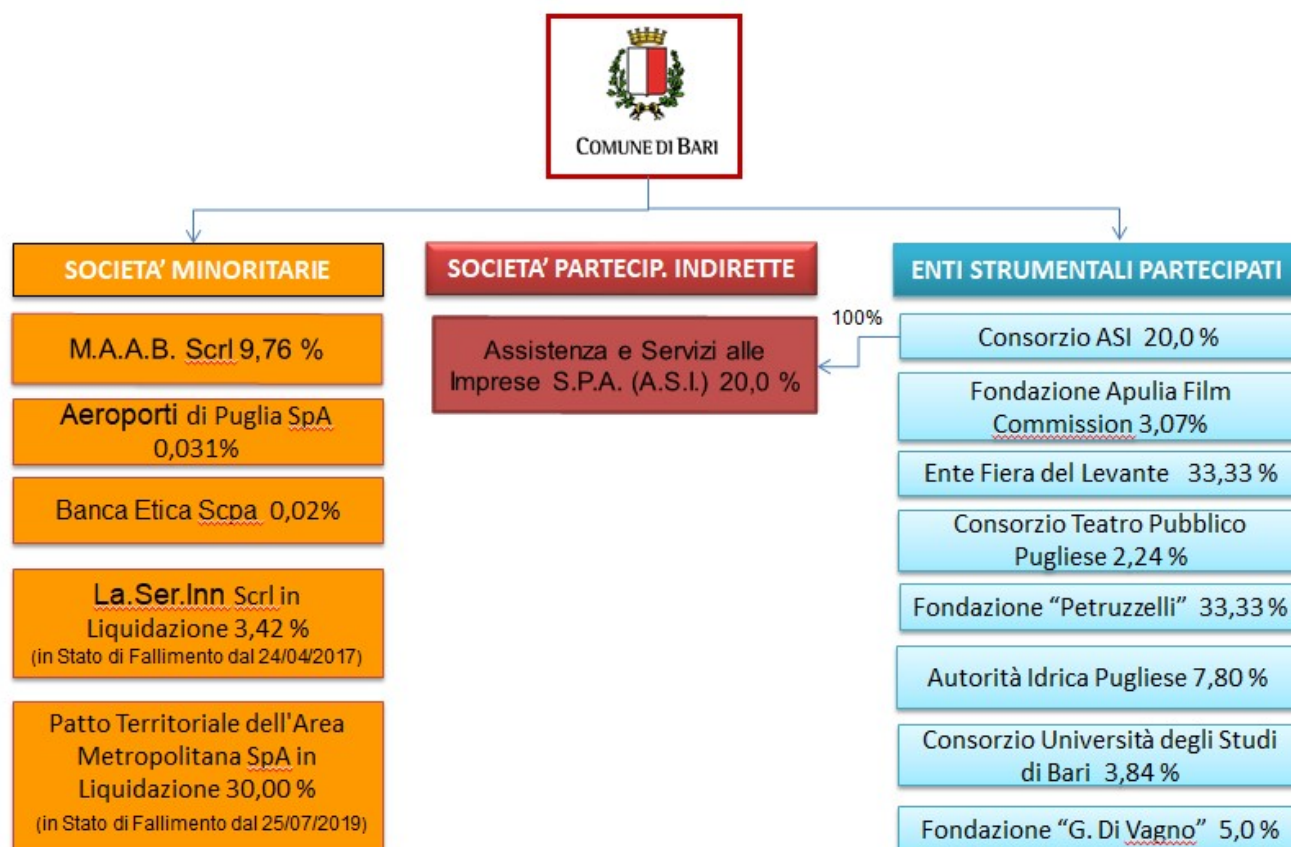 COMUNE DI BARI
SOCIETA’ MINORITARIE
M.A.A.B. Scrl 9,76 %
Aeroporti di Puglia SpA
0,031%
Banca Etica Scpa 0,02%
La.Ser.Inn Scrl in
Liquidazione 3,42 %
(in Stato di Fallimento dal 24/04/2017)
Patto Territoriale dell'Area
Metropolitana SpA in
Liquidazione 30,00 %
(in Stato di Fallimento dal 25/07/2019)
SOCIETA’ PARTECIP. INDIRETTE
Assistenza e Servizi alle
Imprese S.P.A. (A.S.I.) 20,0 %
100%
ENTI STRUMENTALI PARTECIPATI
Consorzio ASI 20,0 %
Fondazione Apulia Film
Commission 3,07%
Ente Fiera del Levante 33,33 %
Consorzio Teatro Pubblico
Pugliese 2,24 %
Fondazione “Petruzzelli” 33,33 %
Autorità Idrica Pugliese 7,80 %
Consorzio Università degli Studi
di Bari 3,84 %
Fondazione “G. Di Vagno” 5,0 %